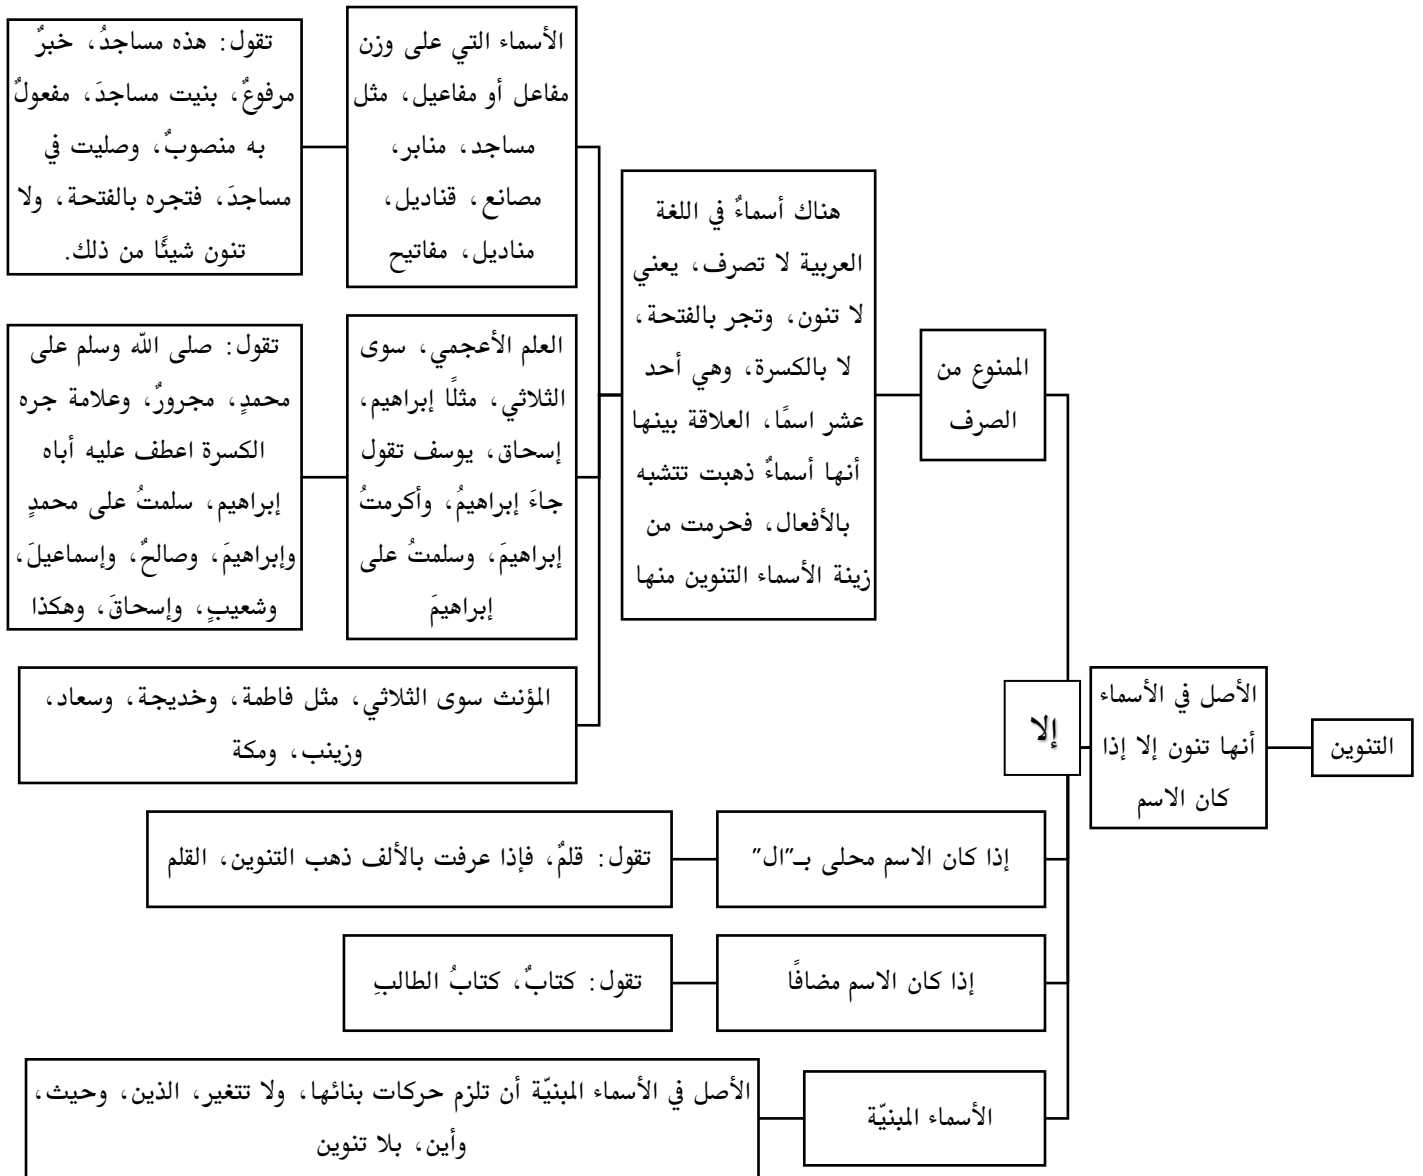 التنوين
الأصل في الأسماء
أنها تنون إلا إذا
كان الاسم
إلا
الممنوع من
الصرف
هناك أسماءٌ في اللغة
العربية لا تصرف، يعني
لا تنون، وتجر بالفتحة،
لا بالكسرة، وهي أحد
عشر اسمًا، العلاقة بينها
أنها أسماءٌ ذهبت تتشبه
بالأفعال، فحرمت من
زينة الأسماء التنوين منها
الأسماء التي على وزن
مفاعل أو مفاعيل، مثل
مساجد، منابر،
مصانع، قناديل،
مناديل، مفاتيح
تقول: هذه مساجدُ، خبرٌ
مرفوعٌ، بنيت مساجدَ، مفعولٌ
به منصوبٌ، وصليت في
مساجدَ، فتجره بالفتحة، ولا
تنون شيئًا من ذلك.
العلم الأعجمي، سوى
الثلاثي، مثلًا إبراهيم،
إسحاق، يوسف تقول
جاءَ إبراهيمُ، وأكرمتُ
إبراهيمَ، وسلمتُ على
إبراهيمَ
تقول: صلى الله وسلم على
محمدٍ، مجرورٌ، وعلامة جره
الكسرة اعطف عليه أباه
إبراهيم، سلمتُ على محمدٍ
وإبراهيمَ، وصالحٌ، وإسماعيلَ،
وشعيبٍ، وإسحاقَ، وهكذا
المؤنث سوى الثلاثي، مثل فاطمة، وخديجة، وسعاد،
وزينب، ومكة
إذا كان الاسم محلى بـ"ال"
تقول: قلمٌ، فإذا عرفت بالألف ذهب التنوين، القلم
إذا كان الاسم مضافًا
تقول: كتابٌ، كتابُ الطالبِ
الأسماء المبنيّة
الأصل في الأسماء المبنيّة أن تلزم حركات بنائها، ولا تتغير، الذين، وحيث،
وأين، بلا تنوين